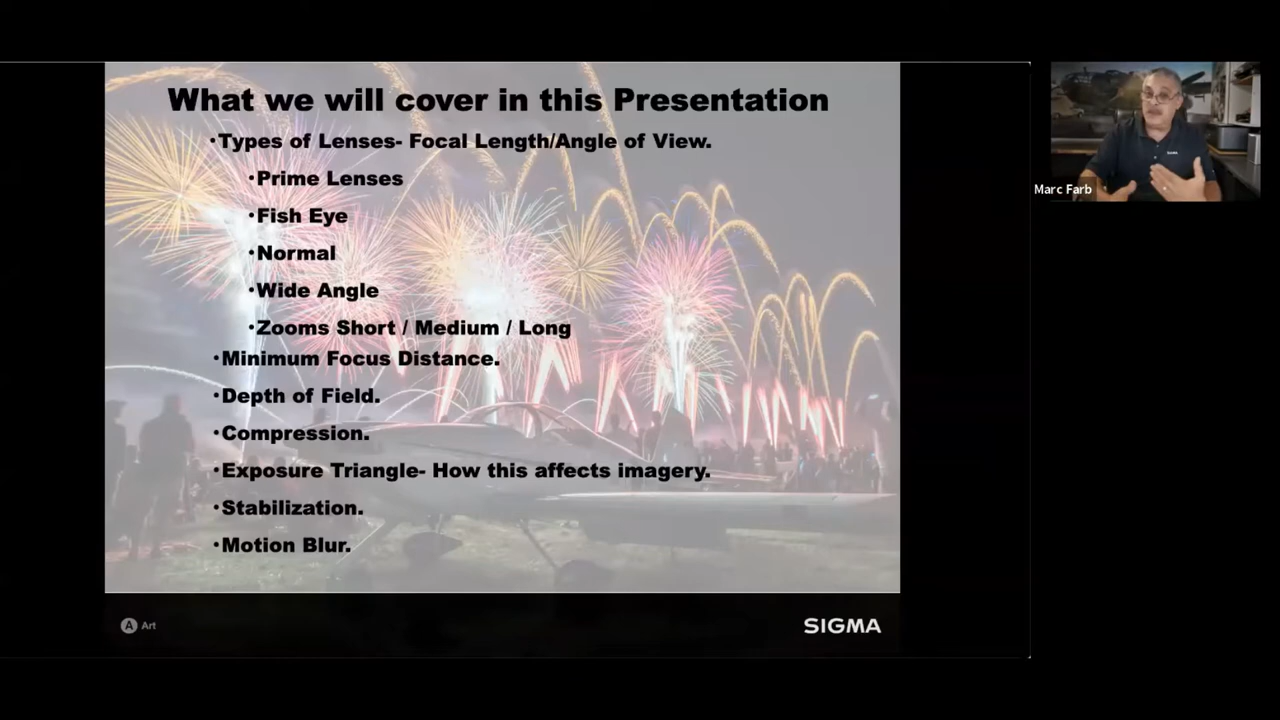 What we will cover in this Presentation
•Types of Lenses- Focal Length/Angle of View.
•Prime Lenses
•Fish Eye
•Normal
•Wide Angle
•Zooms Short / Medium / Long
•Minimum Focus Distance.
•Depth of Field.
•Compression.
•Exposure Triangle- How this affects imagery.
•Stabilization.
•Motion Blur.
A Art
SIGMA
SIGMA
Marc Farb